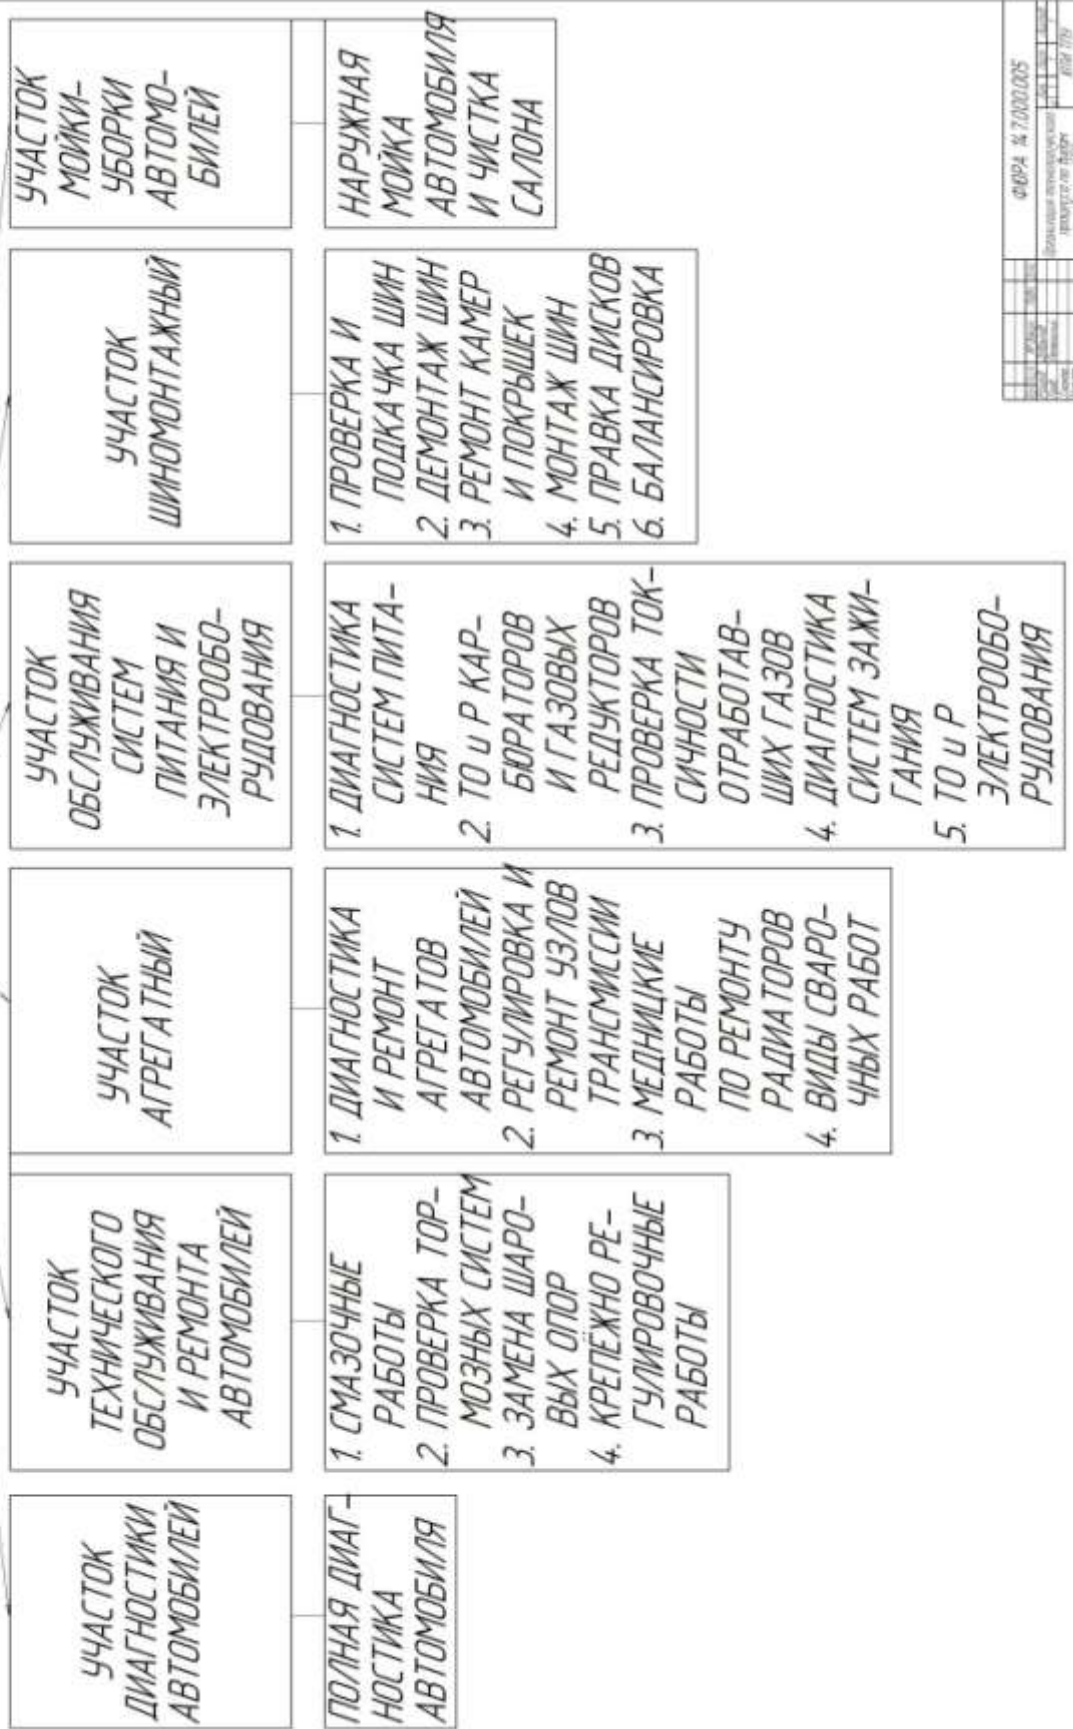 УЧАСТОК
ДИАГНОСТИКИ
АВТОМОБИЛЕЙ
ПОЛНАЯ ДИАГ-
НОСТИКА
АВТОМОБИЛЯ
УЧАСТОК
ТЕХНИЧЕСКОГО
ОБСЛУЖИВАНИЯ
И РЕМОНТА
АВТОМОБИЛЕЙ
1. СМАЗОЧНЫЕ
РАБОТЫ
2. ПРОВЕРКА ТОР-
МОЗНЫХ СИСТЕМ
3. ЗАМЕНА ШАРО-
ВЫХ ОПОР
4. КРЕПЁЖНО РЕ-
ГУЛИРОВОЧНЫЕ
РАБОТЫ
УЧАСТОК
АГРЕГАТНЫЙ
1. ДИАГНОСТИКА
И РЕМОНТ
АГРЕГАТОВ
АВТОМОБИЛЕЙ
2. РЕГУЛИРОВКА И
РЕМОНТ УЗЛОВ
ТРАНСМИССИИ
3. МЕДНИЦКИЕ
РАБОТЫ
ПО РЕМОНТУ
РАДИАТОРОВ
4. ВИДЫ СВАРО-
ЧНЫХ РАБОТ
УЧАСТОК
ОБСЛУЖИВАНИЯ
СИСТЕМ
ПИТАНИЯ И
ЭЛЕКТРООБО-
РУДОВАНИЯ
1. ДИАГНОСТИКА
СИСТЕМ ПИТА-
НИЯ
2. ТО и Р КАР-
БЮРАТОРОВ
И ГАЗОВЫХ
РЕДУКТОРОВ
3. ПРОВЕРКА ТОК-
СИЧНОСТИ
ОТРАБОТАВ-
ШИХ ГАЗОВ
4. ДИАГНОСТИКА
СИСТЕМ ЗАЖИ-
ГАНИЯ
5. ТО и Р
ЭЛЕКТРООБО-
РУДОВАНИЯ
УЧАСТОК
ШИНОМОНТАЖНЫЙ
1. ПРОВЕРКА И
ПОДКАЧКА ШИН
2. ДЕМОНТАЖ ШИН
3. РЕМОНТ КАМЕР
И ПОКРЫШЕК
4. МОНТАЖ ШИН
5. ПРАВКА ДИСКОВ
6. БАЛАНСИРОВКА
УЧАСТОК
МОЙКИ-
УБОРКИ
АВТОМО-
БИЛЕЙ
НАРУЖНАЯ
МОЙКА
АВТОМОБИЛЯ
И ЧИСТКА
САЛОНА